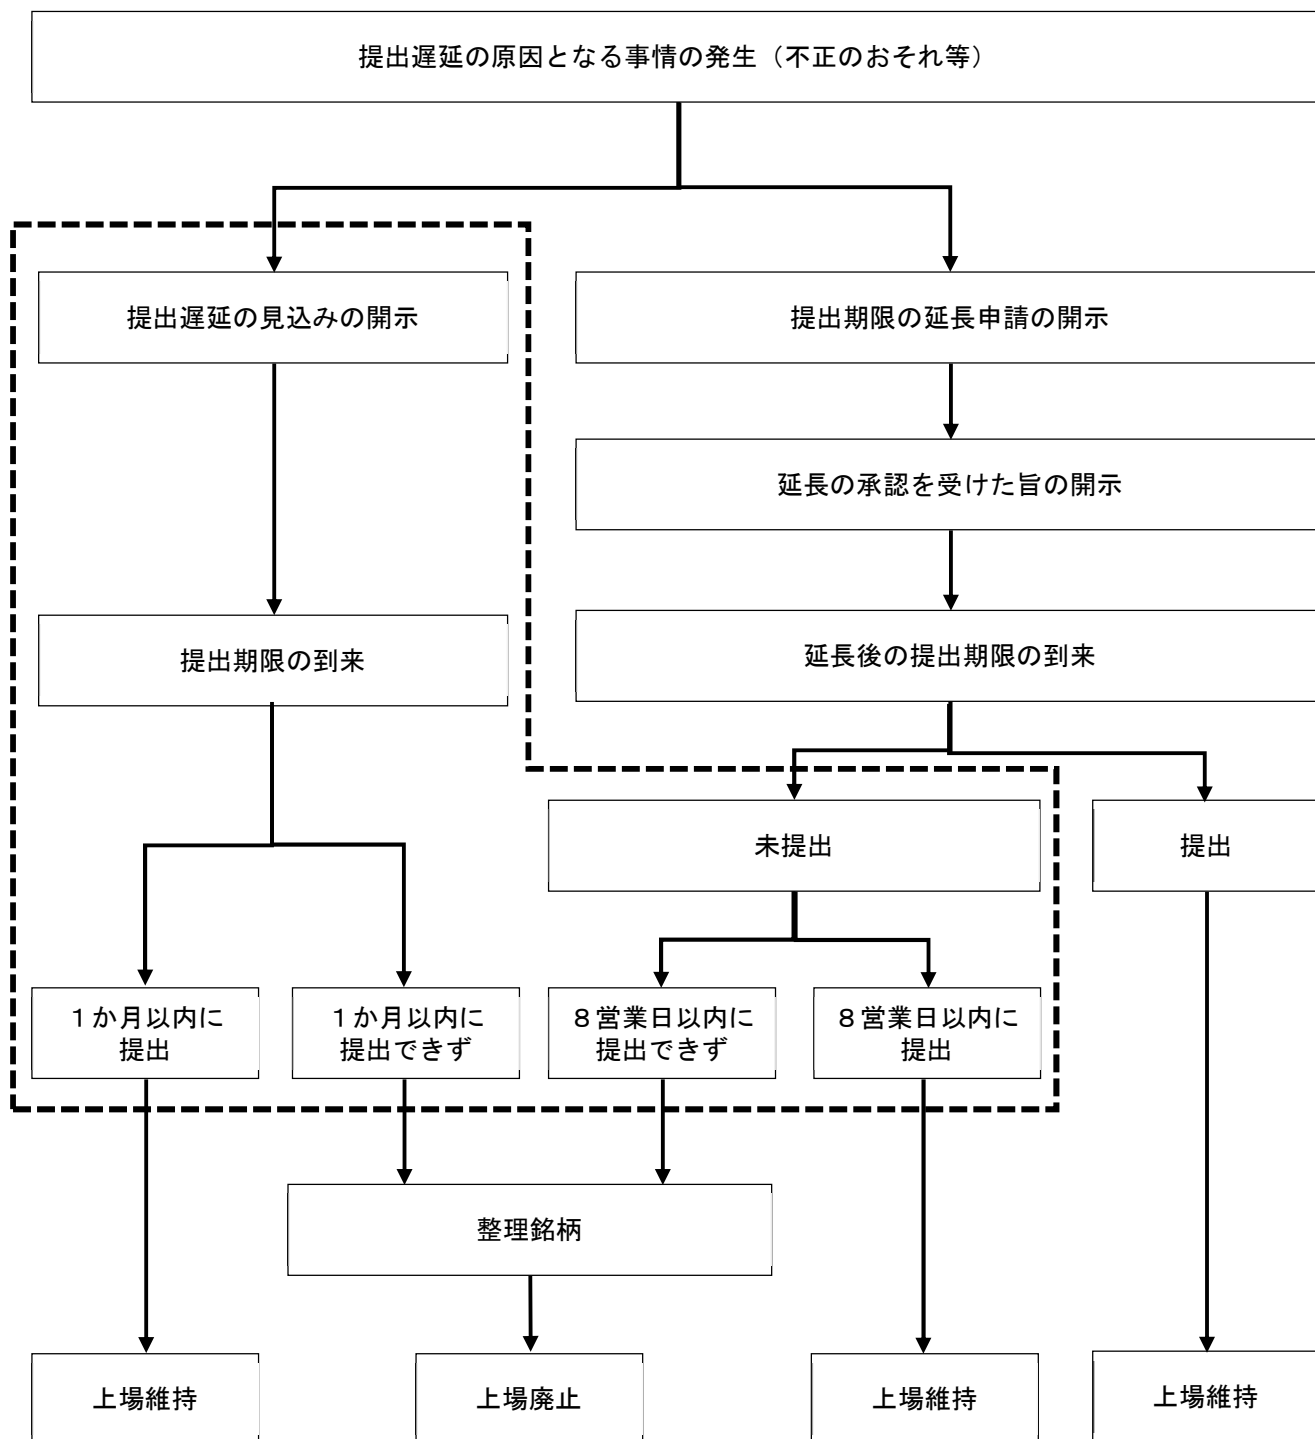 提出遅延の原因となる事情の発生（不正のおそれ等）
提出遅延の見込みの開示
提出期限の延長申請の開示
延長の承認を受けた旨の開示
提出期限の到来
延長後の提出期限の到来
未提出
提出
１か月以内に
提出
１か月以内に
提出できず
８営業日以内に
提出できず
８営業日以内に
提出
整理銘柄
上場維持
上場廃止
上場維持
上場維持